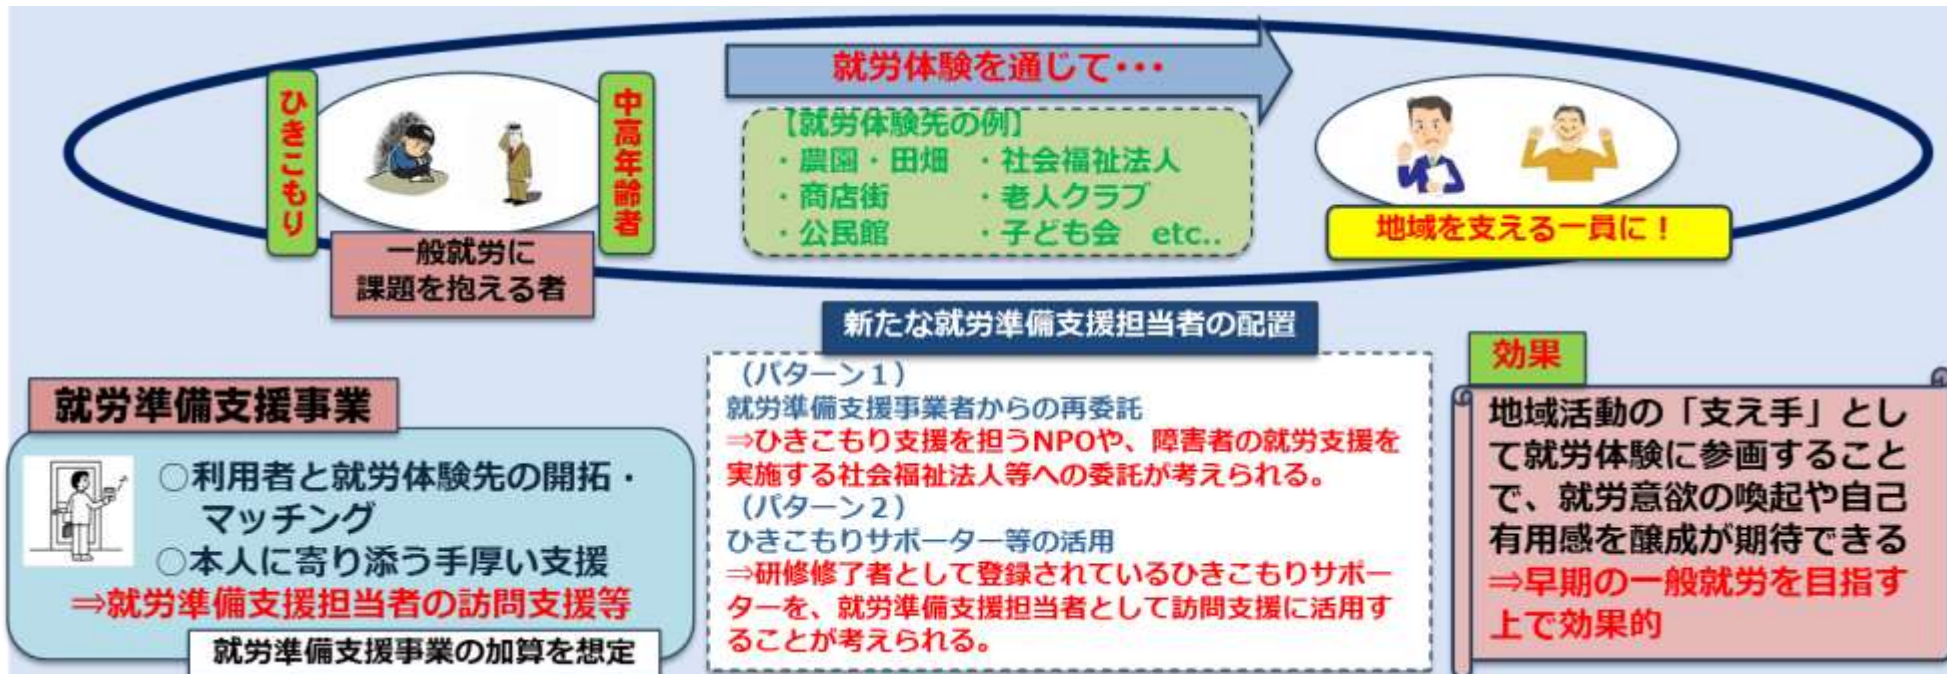 ひきこもり
中高年齢者
一般就労に
課題を抱える者
就労体験を通じて・・・
【就労体験先の例】
・農園・田畑　・社会福祉法人
・商店街　　　・老人クラブ
・公民館　　　・子ども会　etc..
地域を支える一員に！
就労準備支援事業
○利用者と就労体験先の開拓・
マッチング
○本人に寄り添う手厚い支援
⇒就労準備支援担当者の訪問支援等
就労準備支援事業の加算を想定
新たな就労準備支援担当者の配置
（パターン１）
就労準備支援事業者からの再委託
⇒ひきこもり支援を担うNPOや、障害者の就労支援を
実施する社会福祉法人等への委託が考えられる。
（パターン２）
ひきこもりサポーター等の活用
⇒研修修了者として登録されているひきこもりサポー
ターを、就労準備支援担当者として訪問支援に活用す
ることが考えられる。
効果
地域活動の「支え手」とし
て就労体験に参画すること
で、就労意欲の喚起や自己
有用感を醸成が期待できる
⇒早期の一般就労を目指す
上で効果的